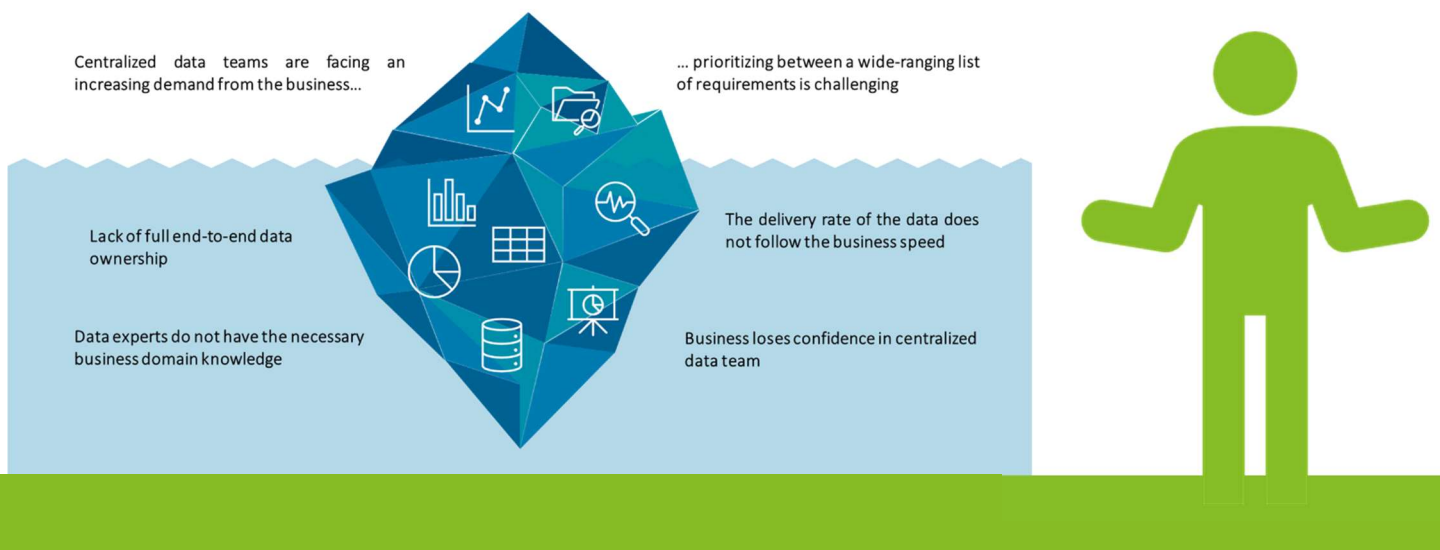 Centralized data teams are facing an
increasing demand from the business...
... prioritizing between a wide-ranging list
of requirements is challenging
Lack of full end-to-end data
ownership
The delivery rate of the data does
not follow the business speed
Data experts do not have the necessary
business domain knowledge
Business loses confidence in centralized
data team